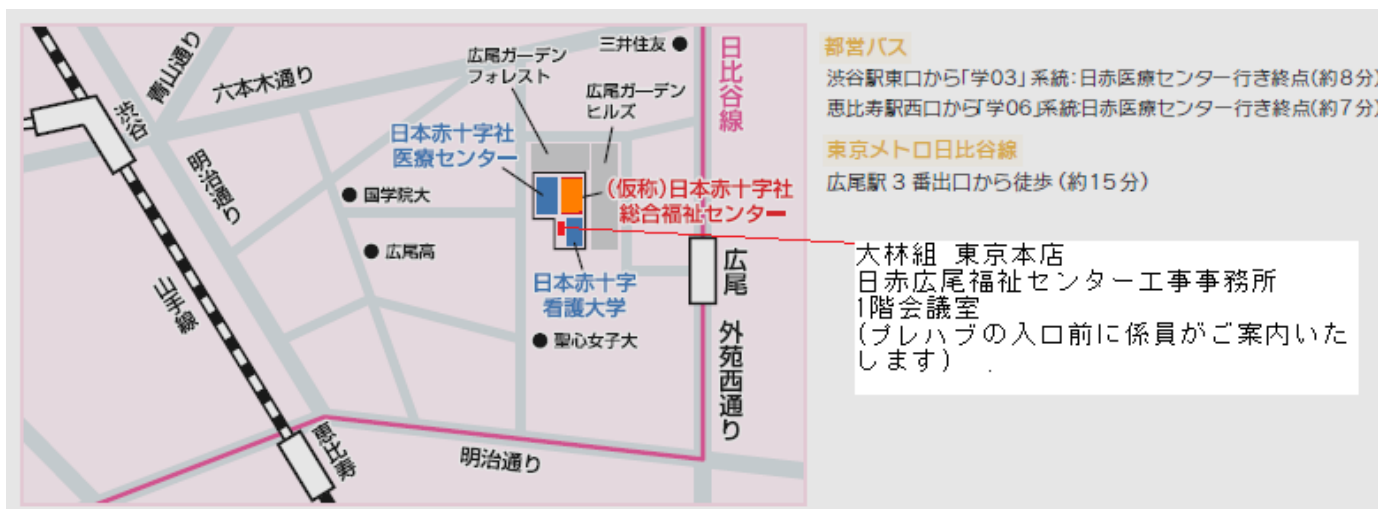 渋谷
青山通り
六本木通り
広尾ガーデン
フォレスト
三井住友
広尾ガーデン
ヒルズ
日比谷線
日本赤十字社
医療センター
明治通り
国学院大
(仮称)日本赤十字社
総合福祉センター
広尾高
広尾
日本赤十字
看護大学
山手線
聖心女子大
外苑西通り
恵比寿
明治通り
都営バス
渋谷駅東口から「学03」系統:日赤医療センター行き終点(約8分)
恵比寿駅西口から「学06」系統:日赤医療センター行き終点(約7分)
東京メトロ日比谷線
広尾駅3番出口から徒歩(約15分)
大林組 東京本店
日赤広尾福祉センター工事事務所
1階会議室
(プレハブの入口前に係員がご案内いた
します)